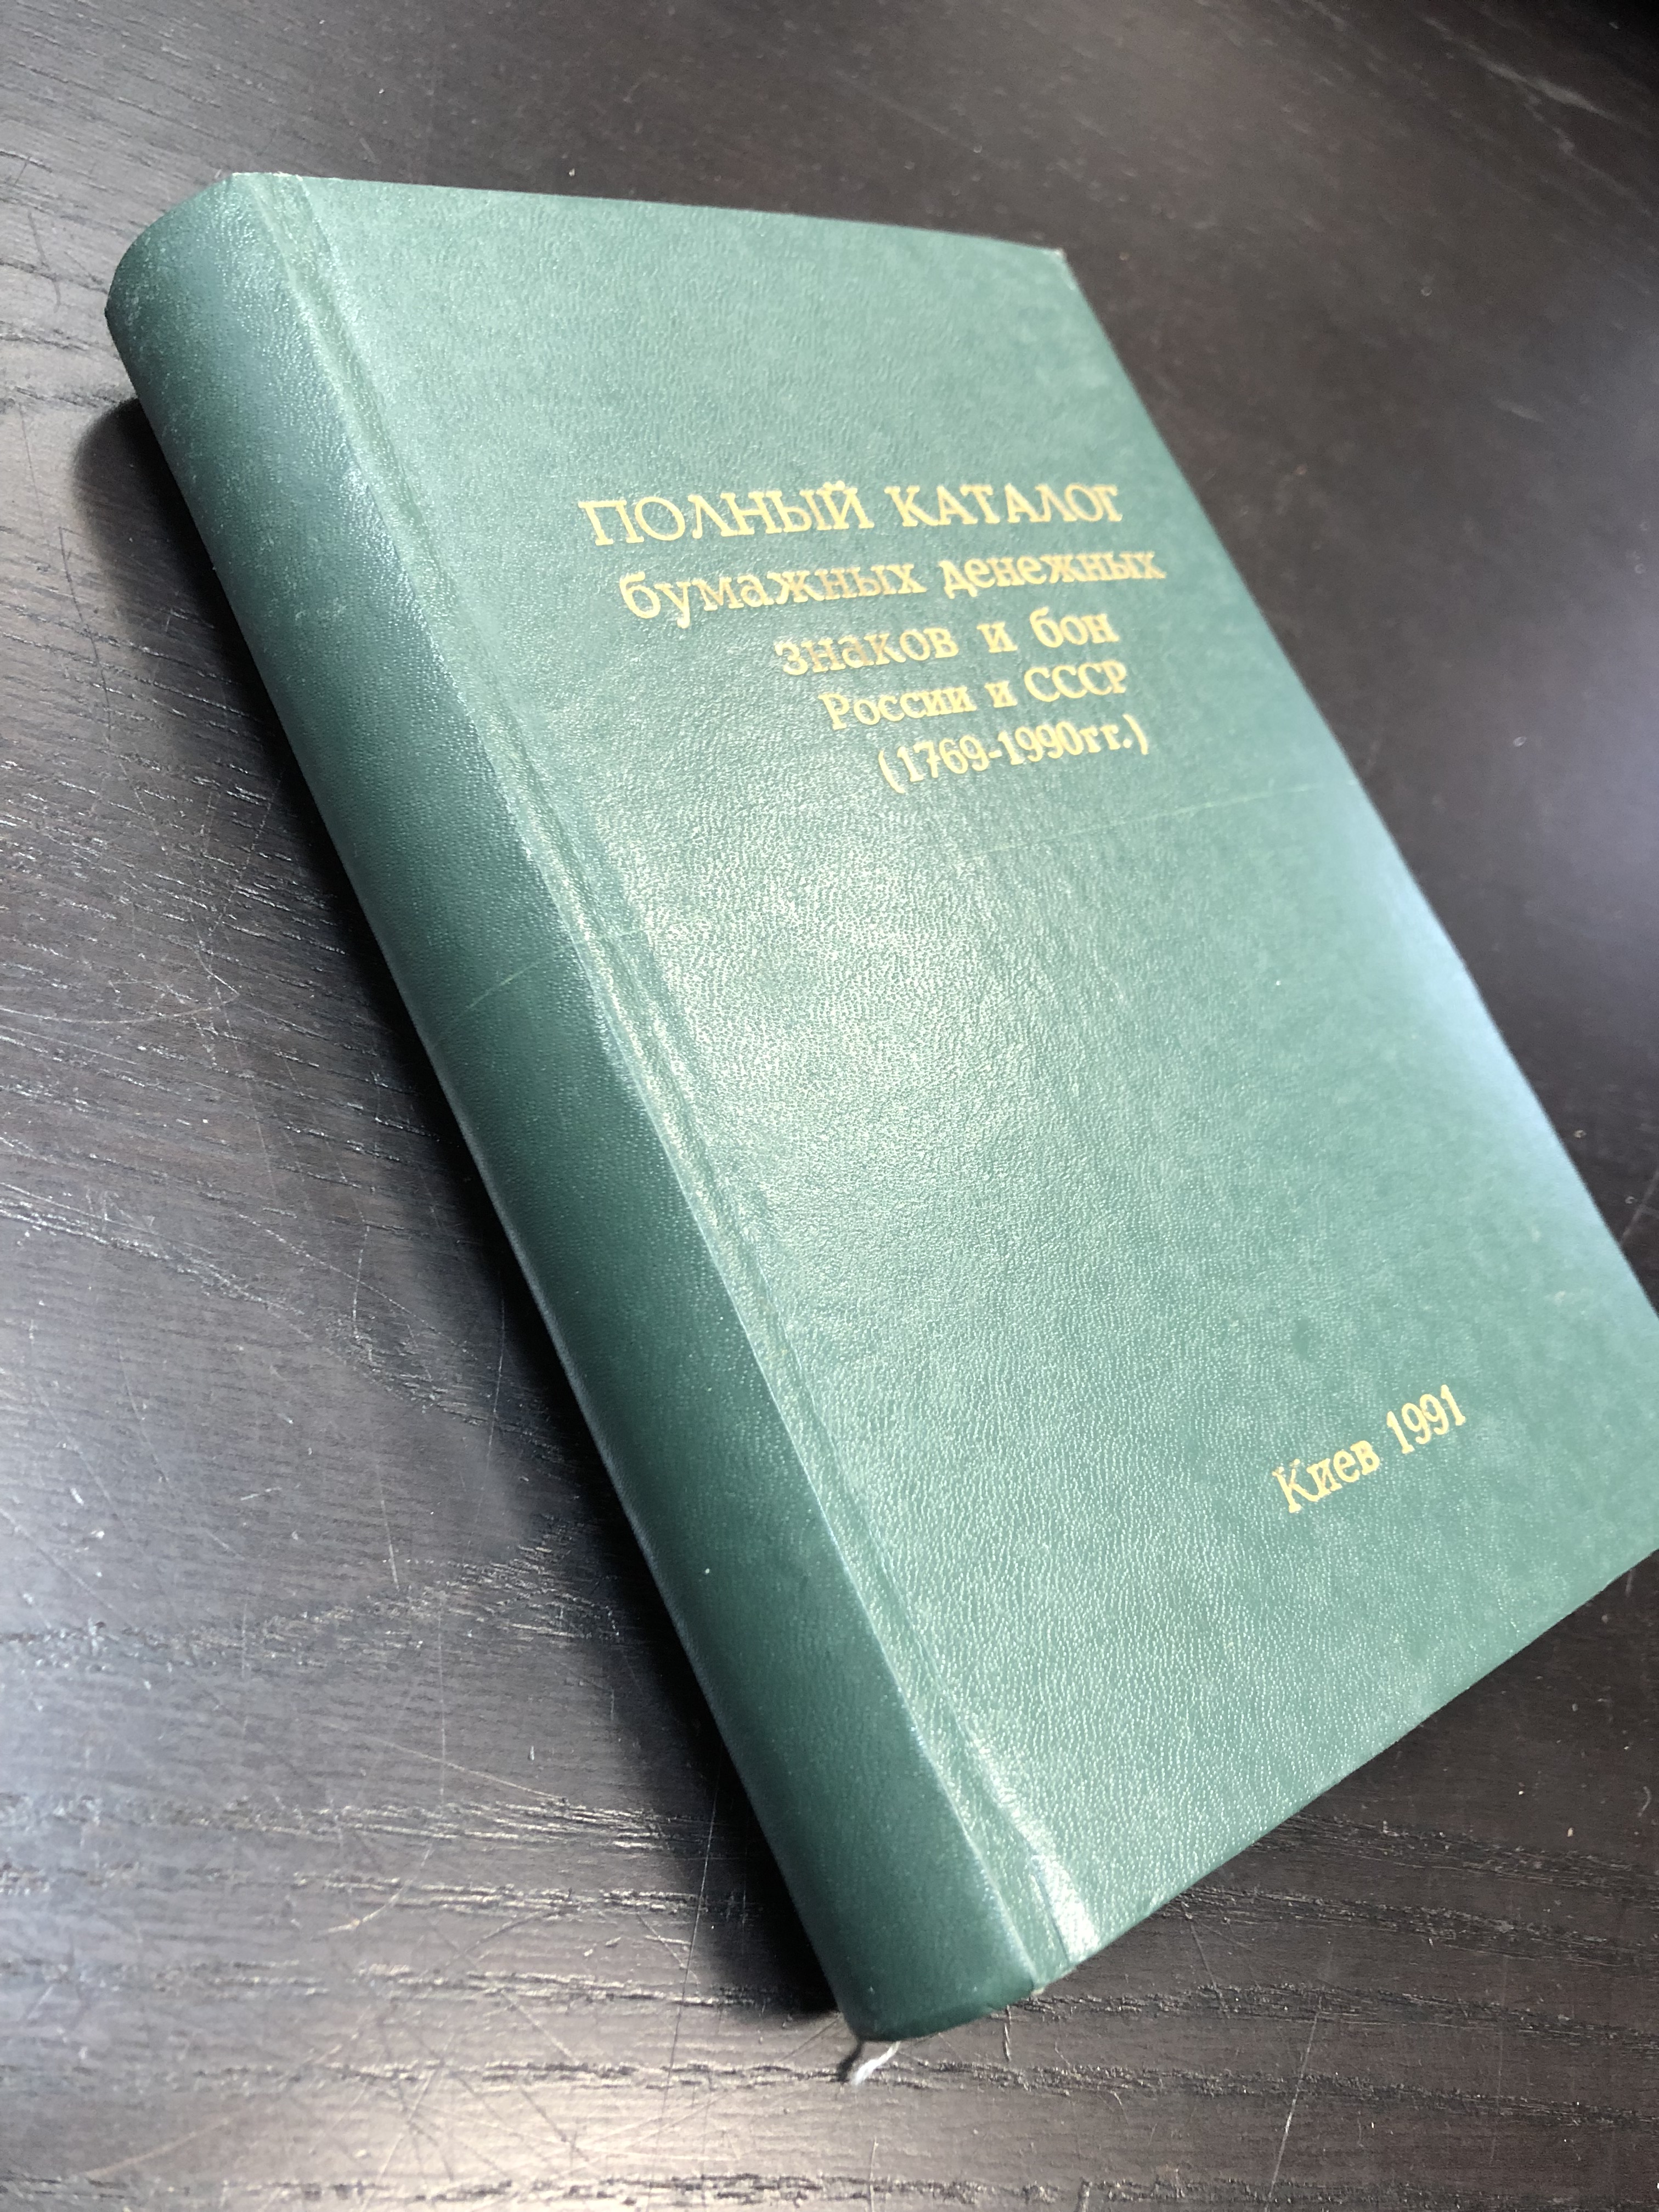 ПОЛНЫЙ КАТАЛОГ
бумажных денежных
знаков и бон
России и СССР
(1769-1990гг.)
Киев 1991